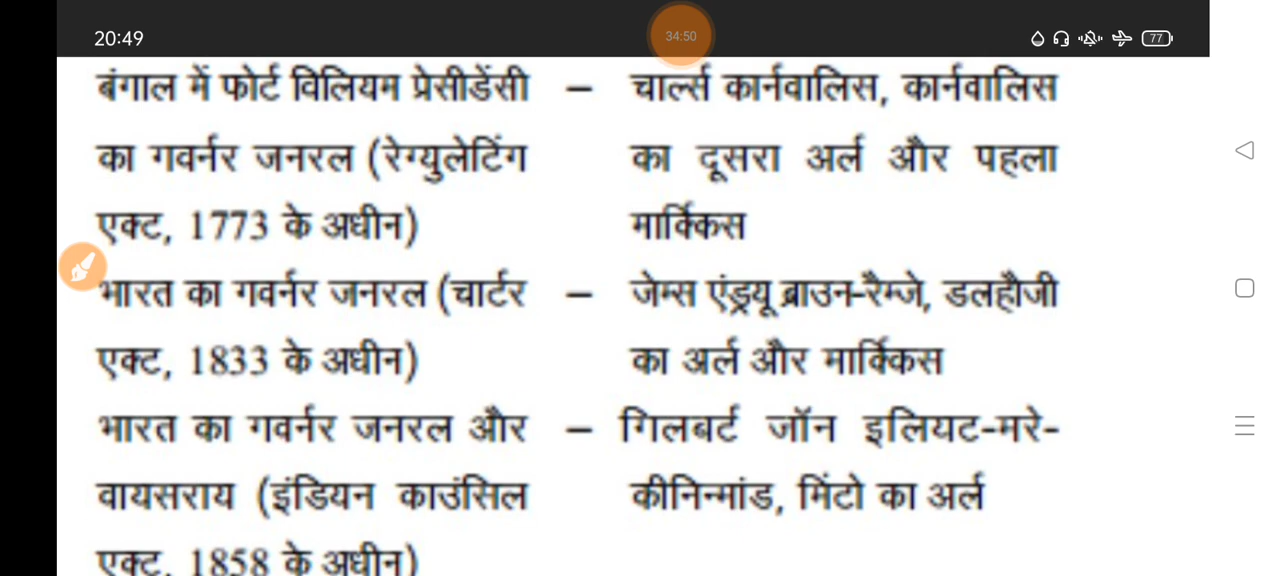 20:49
34:50
77
बंगाल में फोर्ट विलियम प्रेसीडेंसी – चार्ल्स कार्नवालिस, कार्नवालिस
का गवर्नर जनरल (रेग्युलेटिंग का दूसरा अर्ल और पहला
एक्ट, 1773 के अधीन) मार्क्विस
भारत का गवर्नर जनरल (चार्टर – जेम्स एंड्रयू ब्राउन-रैम्जे, डलहौजी
एक्ट, 1833 के अधीन) का अर्ल और मार्क्विस
भारत का गवर्नर जनरल और – गिलबर्ट जॉन इलियट-मरे-
वायसराय (इंडियन काउंसिल कीनिन्मांड, मिंटो का अर्ल
एक्ट, 1858 के अधीन)